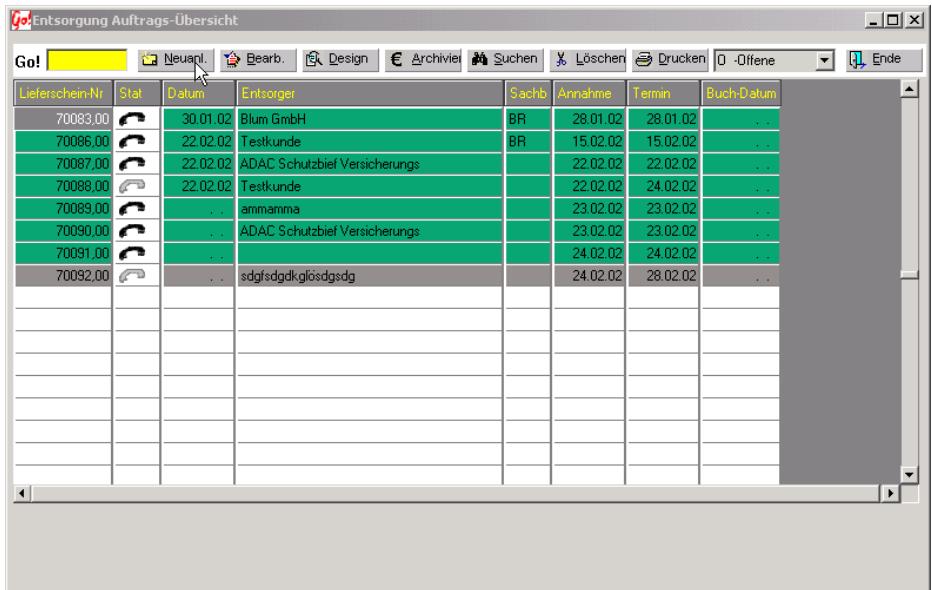 Go! Entsorgung Auftrags-Übersicht
Go! Neuanl. Bearb. Design € Archivier Suchen Löschen Drucken O -Offene Ende
Lieferschein-Nr Stat Datum Entsorger Sachb Annahme Termin Buch-Datum
70083,00 30.01.02 Blum GmbH BR 28.01.02 28.01.02 . .
70086,00 22.02.02 Testkunde BR 15.02.02 15.02.02 . .
70087,00 22.02.02 ADAC Schutzbief Versicherungs 22.02.02 22.02.02 . .
70088,00 22.02.02 Testkunde 22.02.02 24.02.02 . .
70089,00 . . ammamma 23.02.02 23.02.02 . .
70090,00 . . ADAC Schutzbief Versicherungs 23.02.02 23.02.02 . .
70091,00 . . 24.02.02 24.02.02 . .
70092,00 . . sdgfsdgdkglösdgsdg 24.02.02 28.02.02 . .